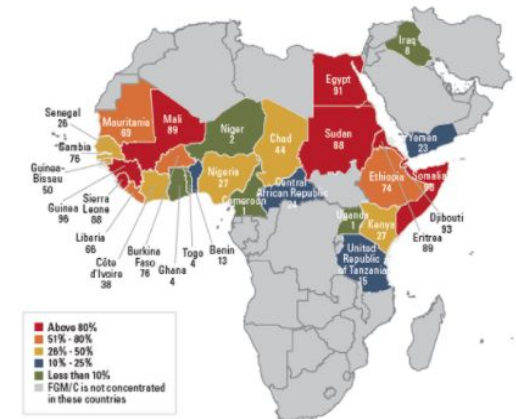 Iraq
8
Egypt
91
Mauritania
69
Mali
89
Niger
2
Chad
44
Sudan
88
Yemen
23
Senegal
26
Gambia
76
Guinea-
Bissau
50
Guinea
96
Sierra
Leone
88
Liberia
66
Côte
d'Ivoire
38
Burkina
Faso
76
Ghana
4
Togo
4
Benin
13
Nigeria
27
Cameroon
1
Central
African Republic
24
Ethiopia
74
Somalia
98
Djibouti
93
Eritrea
89
Uganda
1
Kenya
27
United
Republic
of Tanzania
15
Above 80%
51% - 80%
26% - 50%
10% - 25%
Less than 10%
FGM/C is not concentrated
in these countries